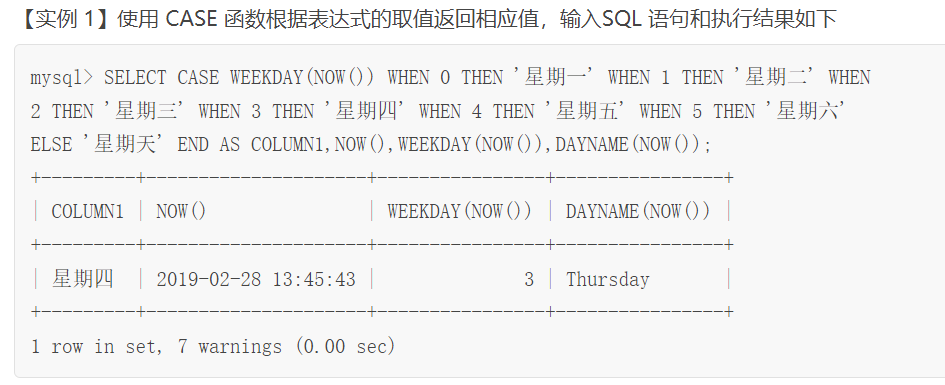 【实例 1】使用 CASE 函数根据表达式的取值返回相应值，输入SQL 语句和执行结果如下
mysql> SELECT CASE WEEKDAY(NOW()) WHEN 0 THEN '星期一' WHEN 1 THEN '星期二' WHEN
2 THEN '星期三' WHEN 3 THEN '星期四' WHEN 4 THEN '星期五' WHEN 5 THEN '星期六'
ELSE '星期天' END AS COLUMN1,NOW(),WEEKDAY(NOW()),DAYNAME(NOW());
+---------+---------------------+----------------+----------------+
| COLUMN1 | NOW()               | WEEKDAY(NOW()) | DAYNAME(NOW()) |
+---------+---------------------+----------------+----------------+
| 星期四  | 2019-02-28 13:45:43 |              3 | Thursday       |
+---------+---------------------+----------------+----------------+
1 row in set, 7 warnings (0.00 sec)